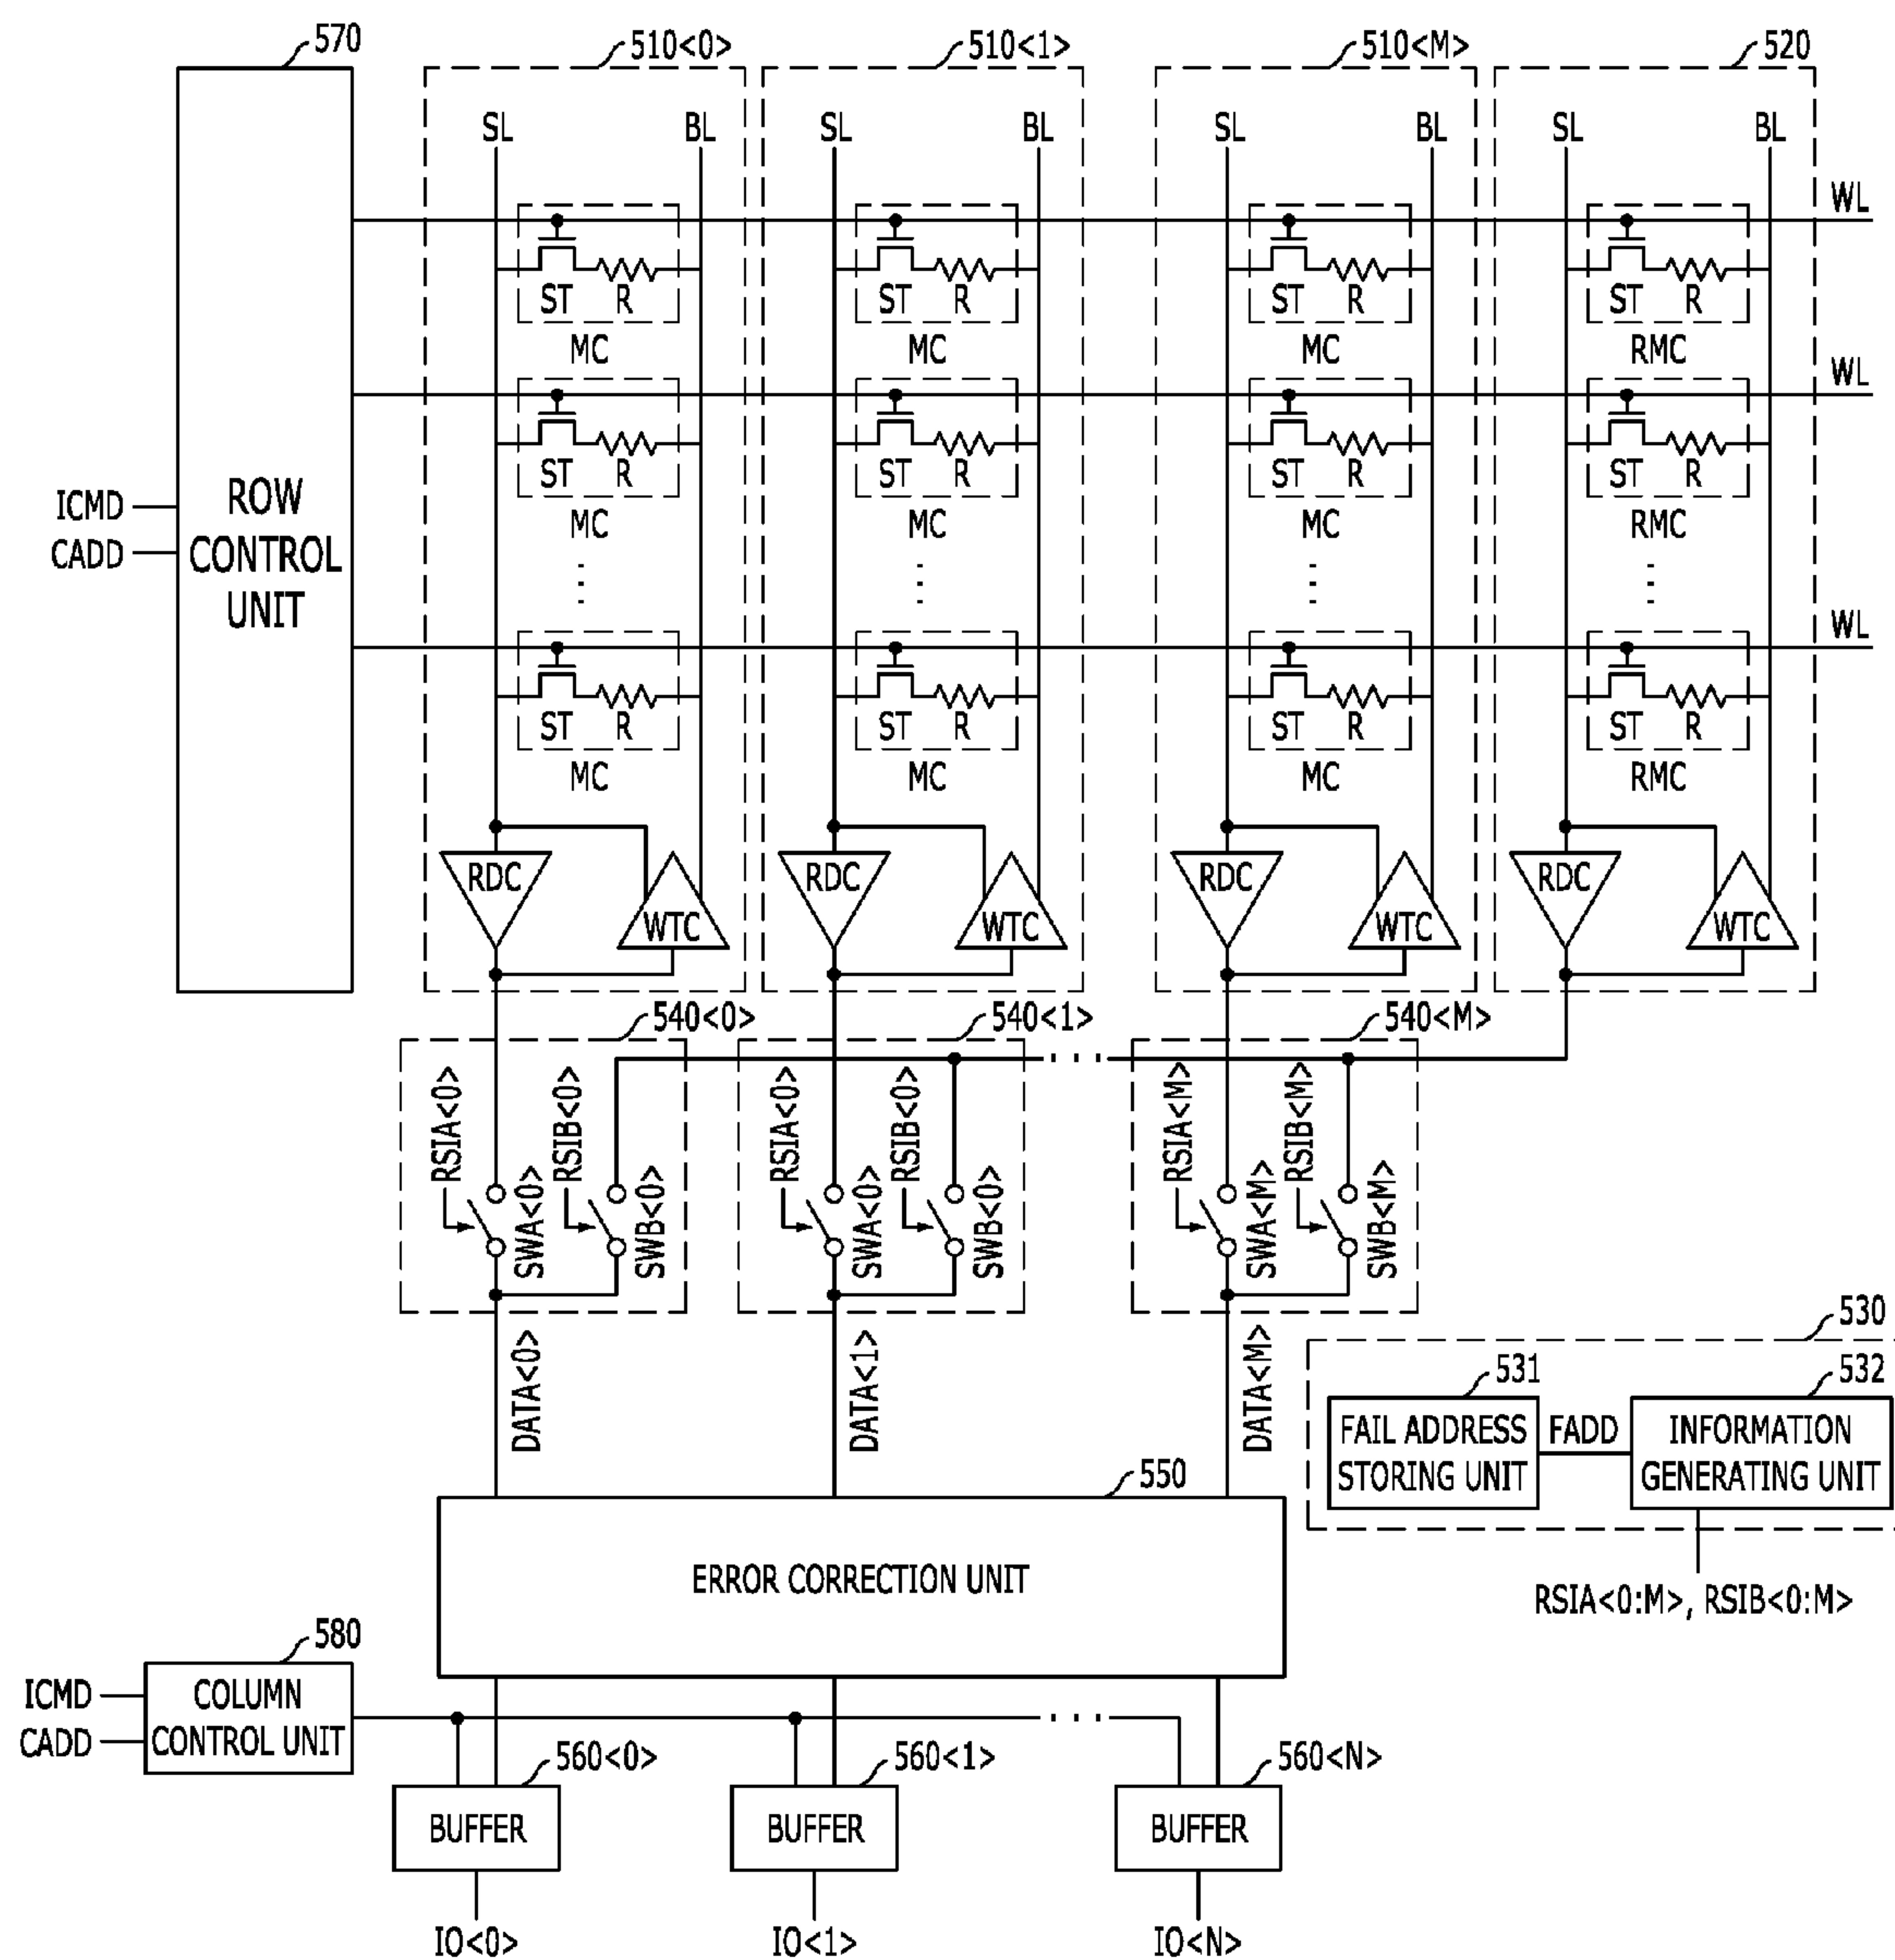 570
510<0>
510<1>
510<M>
520
SL BL SL BL SL BL SL BL
WL
ST R ST R ST R ST R
MC MC MC RMC
WL
ST R ST R ST R ST R
MC MC MC RMC
ICMD
CADD
ROW
CONTROL
UNIT
WL
ST R ST R ST R ST R
MC MC MC RMC
RDC WTC RDC WTC RDC WTC RDC WTC
540<0>
540<1>
540<M>
RSIA<0>
SWA<0>
RSIB<0>
SWB<0>
RSIA<0>
SWA<0>
RSIB<0>
SWB<0>
RSIA<M>
SWA<M>
RSIB<M>
SWB<M>
DATA<0>
DATA<1>
DATA<M>
530
531
532
FAIL ADDRESS
STORING UNIT
FADD
INFORMATION
GENERATING UNIT
RSIA<0:M>, RSIB<0:M>
550
ERROR CORRECTION UNIT
580
ICMD
CADD
COLUMN
CONTROL UNIT
560<0>
560<1>
560<N>
BUFFER
BUFFER
BUFFER
IO<0>
IO<1>
IO<N>